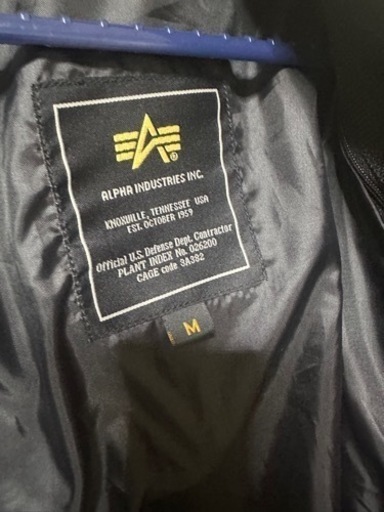 ALPHA INDUSTRIES INC.
KNOXVILLE, TENNESSEE USA
EST. OCTOBER 1959
Official U.S. Defense Dept. Contractor
PLANT INDEX No. 026200
CAGE code 3A382
M